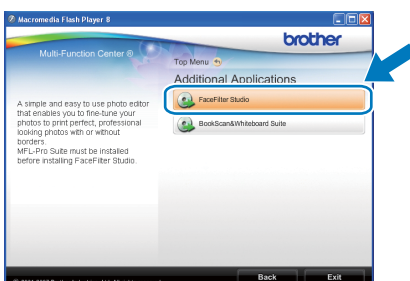 Macromedia Flash Player 8
brother
Multi-Function Center ®
Top Menu
Additional Applications
FaceFilter Studio
BookScan&Whiteboard Suite
A simple and easy to use photo editor
that enables you to fine-tune your
photos to print perfect, professional
looking photos with or without
borders.
MFL-Pro Suite must be installed
before installing FaceFilter Studio.
Back
Exit